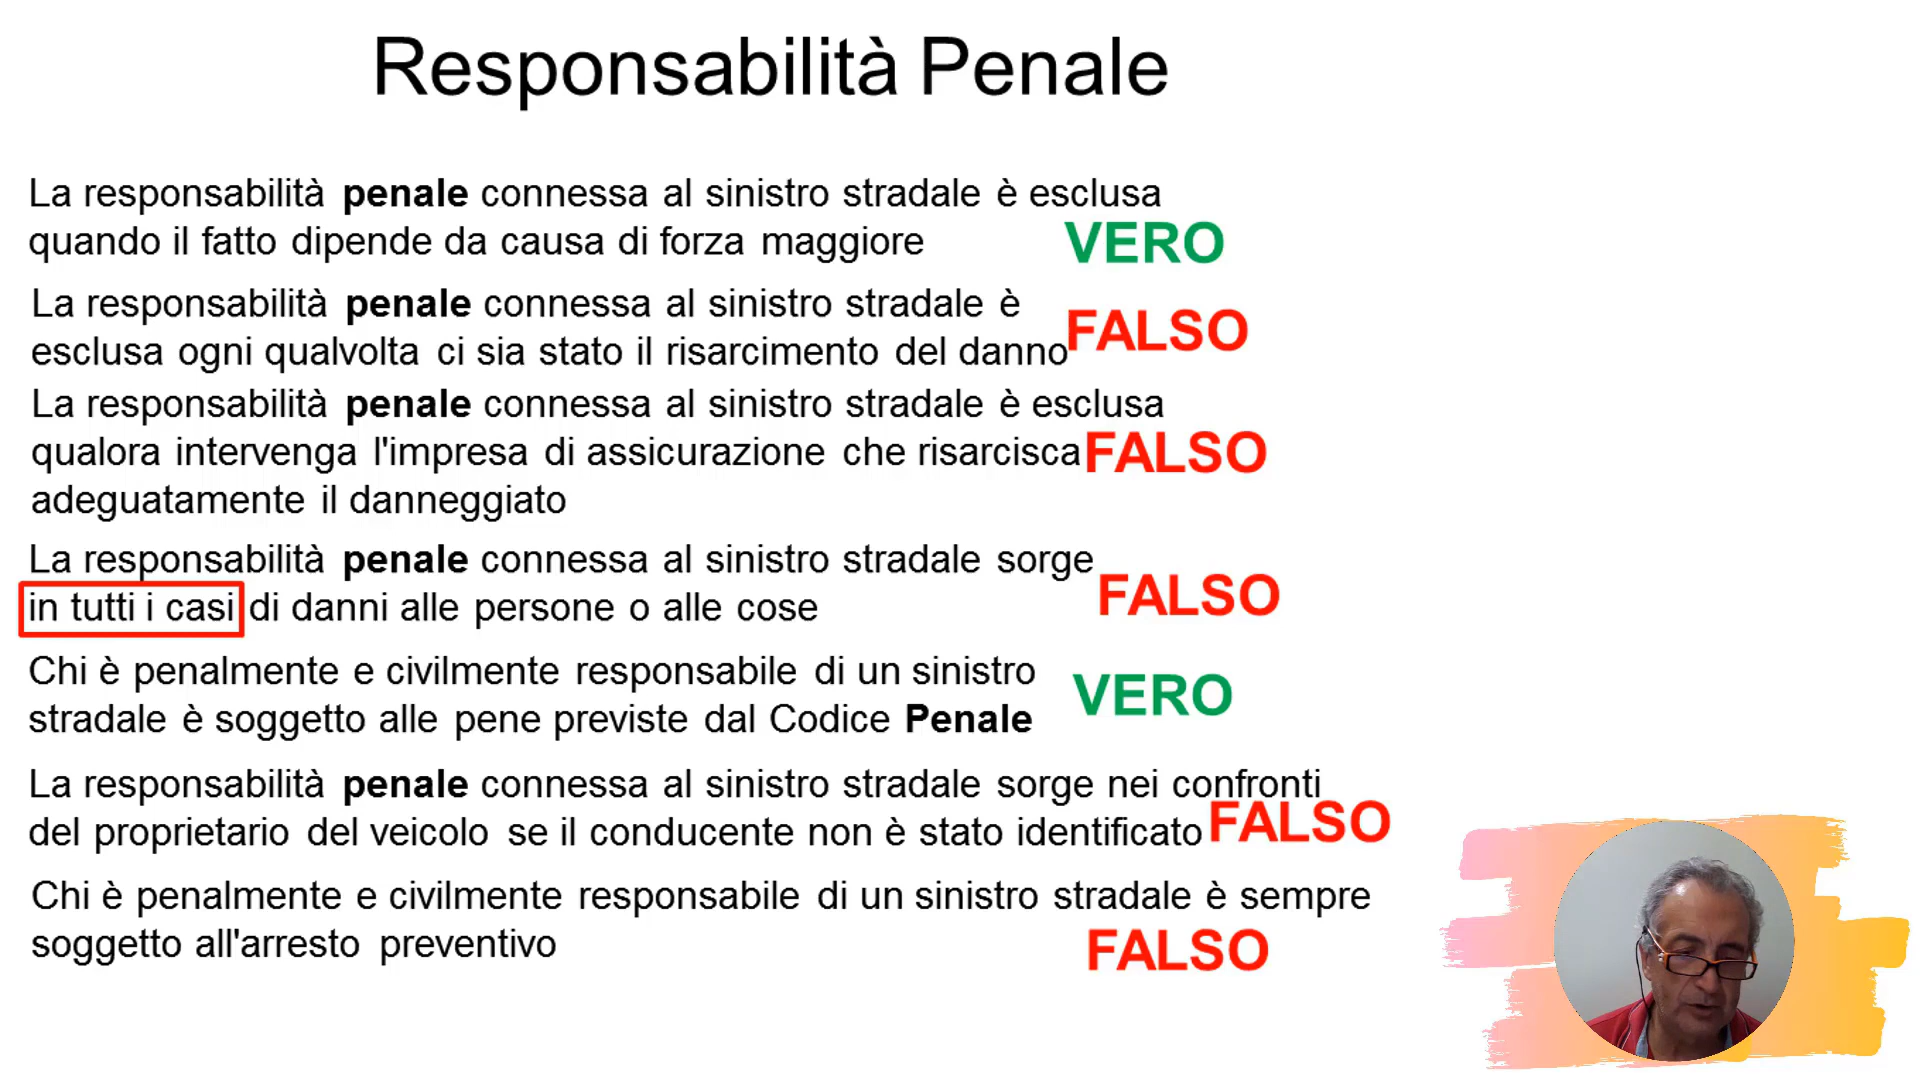 Responsabilità Penale
La responsabilità penale connessa al sinistro stradale è esclusa
quando il fatto dipende da causa di forza maggiore
VERO
La responsabilità penale connessa al sinistro stradale è
esclusa ogni qualvolta ci sia stato il risarcimento del danno
FALSO
La responsabilità penale connessa al sinistro stradale è esclusa
qualora intervenga l'impresa di assicurazione che risarcisca
FALSO
adeguatamente il danneggiato
La responsabilità penale connessa al sinistro stradale sorge
in tutti i casi di danni alle persone o alle cose
FALSO
Chi è penalmente e civilmente responsabile di un sinistro
stradale è soggetto alle pene previste dal Codice Penale
VERO
La responsabilità penale connessa al sinistro stradale sorge nei confronti
del proprietario del veicolo se il conducente non è stato identificato
FALSO
Chi è penalmente e civilmente responsabile di un sinistro stradale è sempre
soggetto all'arresto preventivo
FALSO